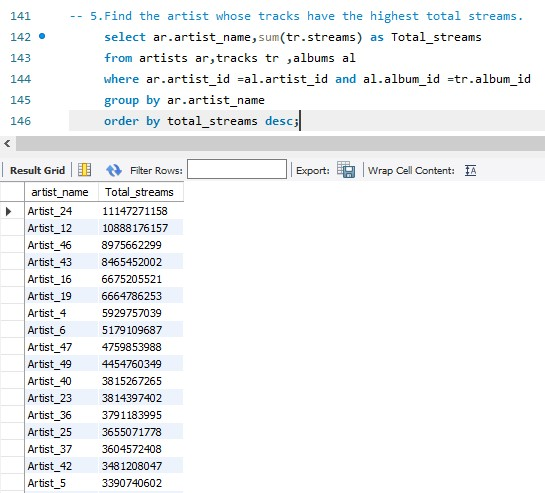 141 -- 5.Find the artist whose tracks have the highest total streams.
142 select ar.artist_name,sum(tr.streams) as Total_streams
143 from artists ar,tracks tr ,albums al
144 where ar.artist_id =al.artist_id and al.album_id =tr.album_id
145 group by ar.artist_name
146 order by total_streams desc;
Result Grid Filter Rows: Export: Wrap Cell Content: IA
artist_name Total_streams
Artist_24 11147271158
Artist_12 10888176157
Artist_46 8975662299
Artist_43 8465452002
Artist_16 6675205521
Artist_19 6664786253
Artist_4 5929757039
Artist_6 5179109687
Artist_47 4759853988
Artist_49 4454760349
Artist_40 3815267265
Artist_23 3814397402
Artist_36 3791183995
Artist_25 3655071778
Artist_37 3604572408
Artist_42 3481208047
Artist_5 3390740602